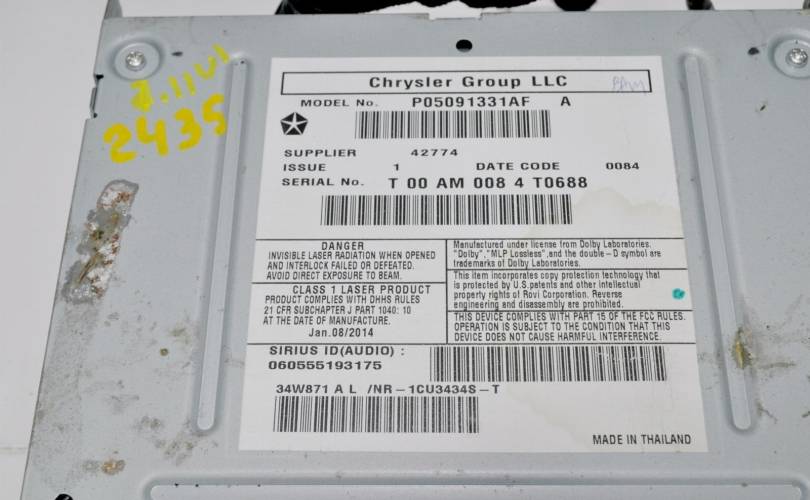 Chrysler Group LLC
MODEL No. P05091331AF A
SUPPLIER 42774
ISSUE 1 DATE CODE 0084
SERIAL No. T 00 AM 008 4 T0688
DANGER
INVISIBLE LASER RADIATION WHEN OPENED
AND INTERLOCK FAILED OR DEFEATED.
AVOID DIRECT EXPOSURE TO BEAM.
CLASS 1 LASER PRODUCT
PRODUCT COMPLIES WITH DHHS RULES
21 CFR SUBCHAPTER J PART 1040: 10
AT THE DATE OF MANUFACTURE.
Jan.08/2014
Manufactured under license from Dolby Laboratories.
"Dolby","MLP Lossless",and the double-D symbol are
trademarks of Dolby Laboratories.
This item incorporates copy protection technology that
is protected by U.S.patents and other intellectual
property rights of Rovi Corporation. Reverse
engineering and disassembly are prohibited.
THIS DEVICE COMPLIES WITH PART 15 OF THE FCC RULES.
OPERATION IS SUBJECT TO THE CONDITION THAT THIS
DEVICE DOES NOT CAUSE HARMFUL INTERFERENCE.
SIRIUS ID(AUDIO) :
060555193175
34W871 A L /NR-1CU3434S-T
MADE IN THAILAND
2435